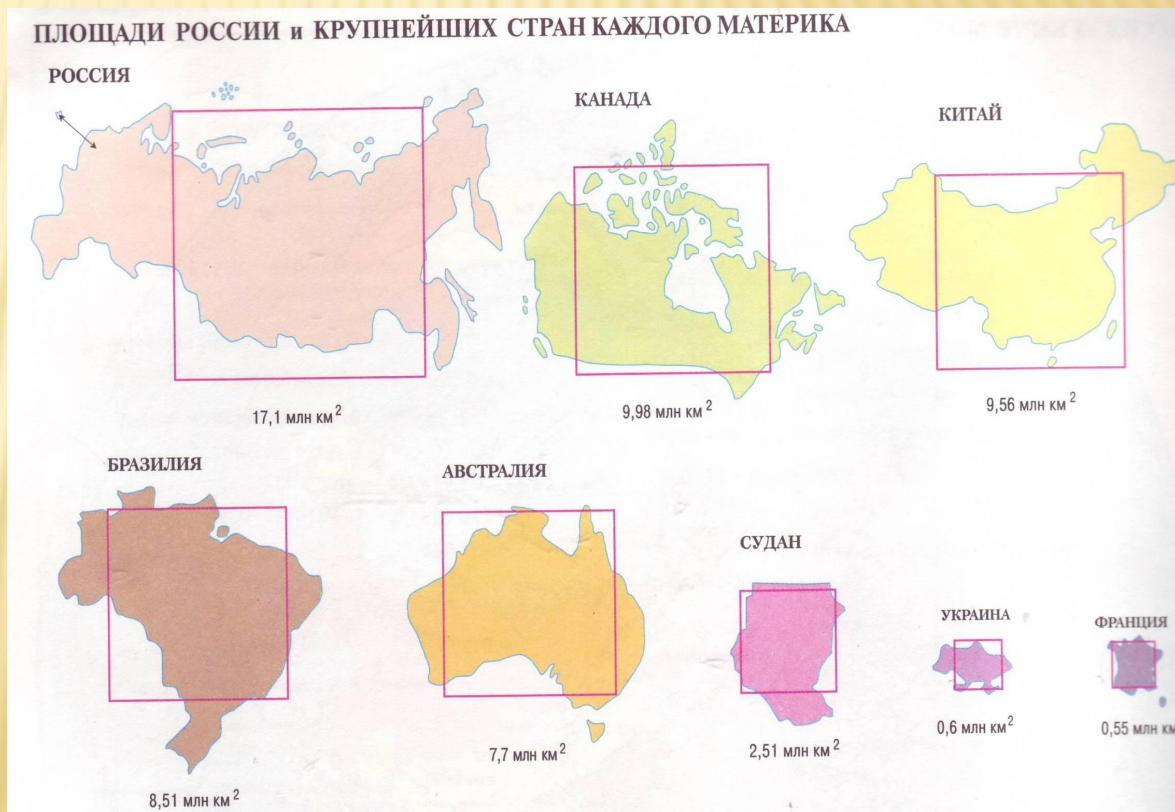 ПЛОЩАДИ РОССИИ и КРУПНЕЙШИХ СТРАН КАЖДОГО МАТЕРИКА
РОССИЯ
КАНАДА
КИТАЙ
17,1 млн км²
9,98 млн км²
9,56 млн км²
БРАЗИЛИЯ
АВСТРАЛИЯ
СУДАН
УКРАИНА
ФРАНЦИЯ
8,51 млн км²
7,7 млн км²
2,51 млн км²
0,6 млн км²
0,55 млн км